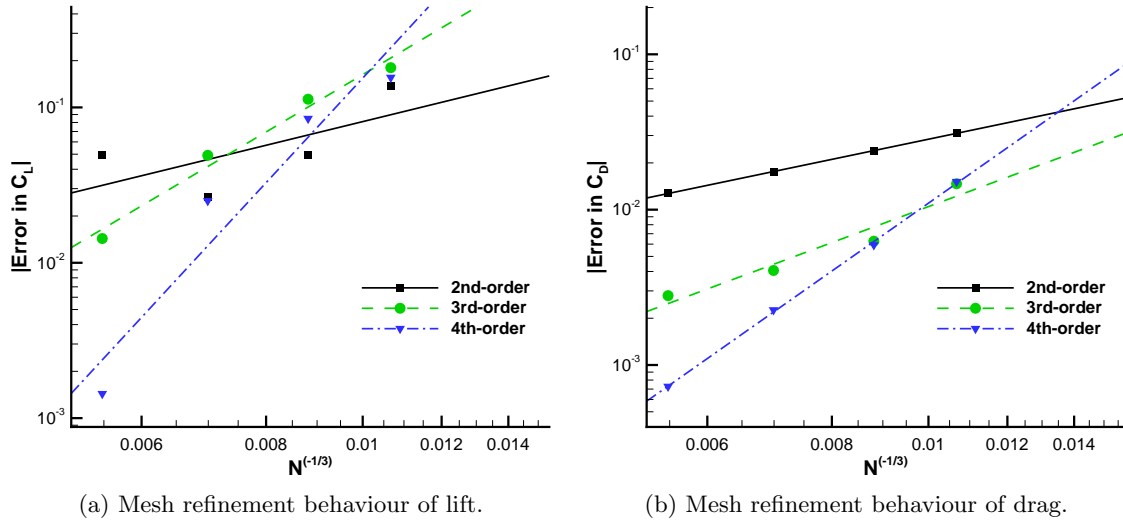 |Error in C_L|
10^-1
10^-2
10^-3
0.006 0.008 0.010 0.012 0.014
N^(-1/3)
2nd-order
3rd-order
4th-order
(a) Mesh refinement behaviour of lift.
|Error in C_D|
10^-1
10^-2
10^-3
0.006 0.008 0.010 0.012 0.014
N^(-1/3)
2nd-order
3rd-order
4th-order
(b) Mesh refinement behaviour of drag.